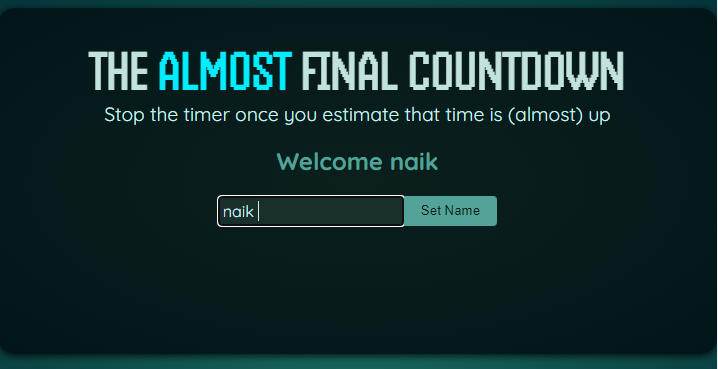 THE ALMOST FINAL COUNTDOWN
Stop the timer once you estimate that time is (almost) up
Welcome naik
naik
Set Name